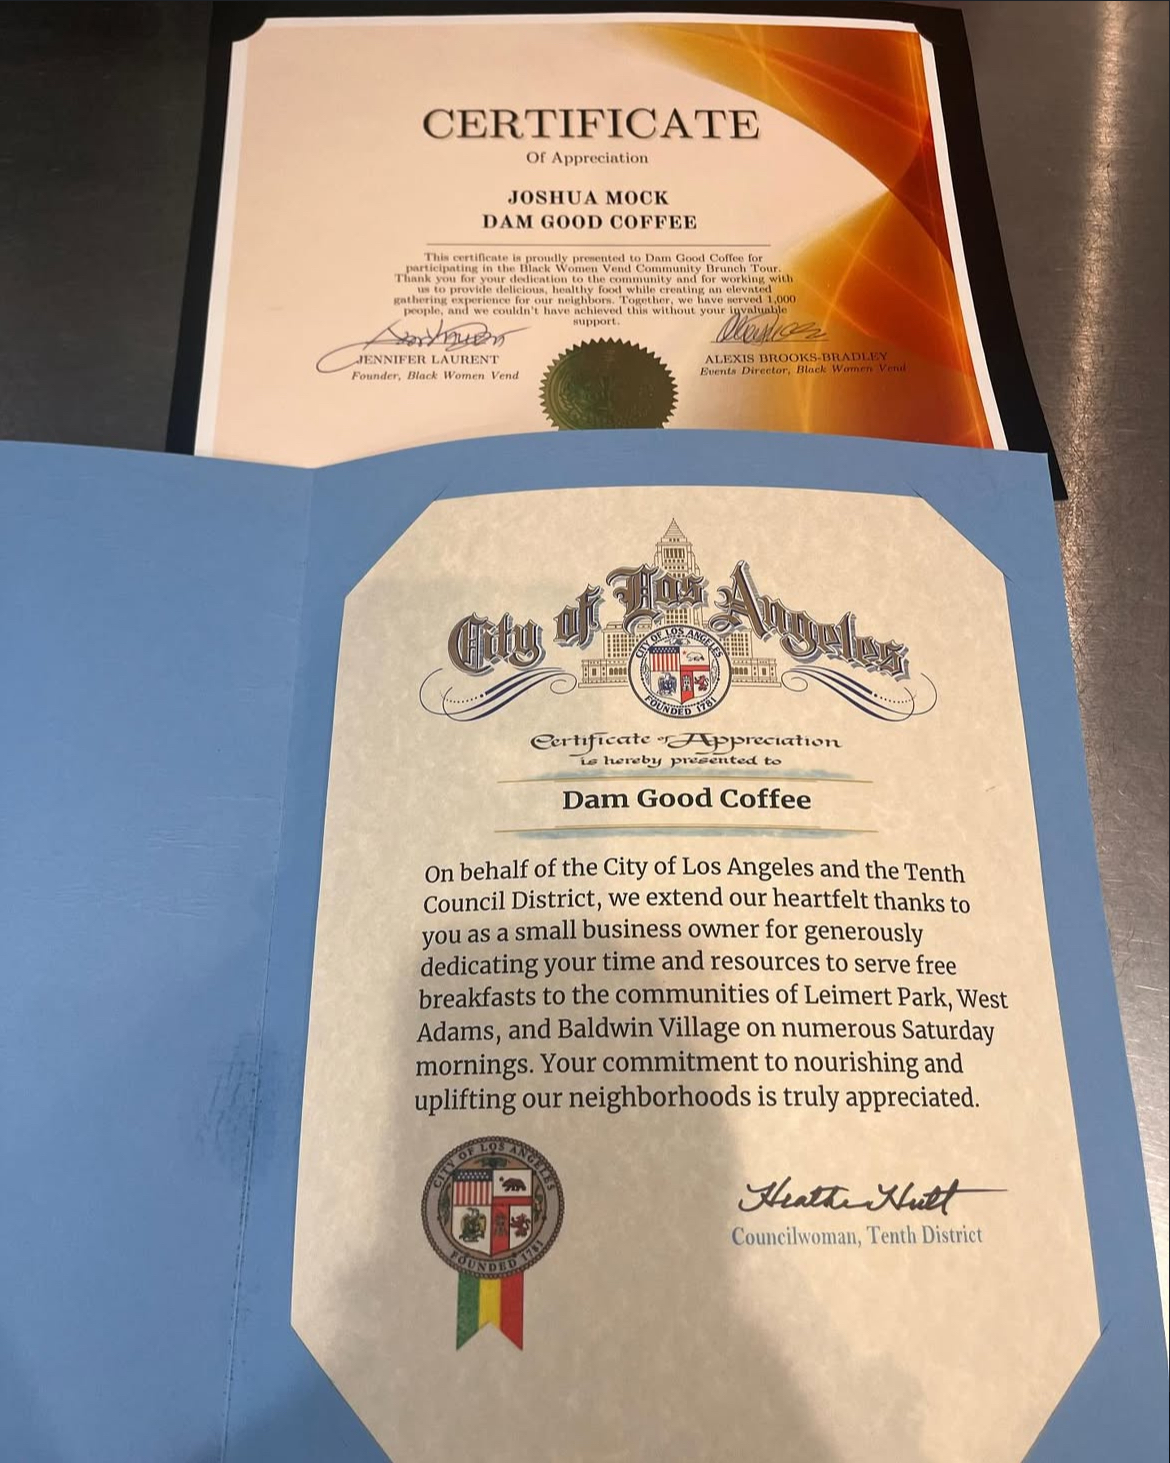 CERTIFICATE
Of Appreciation
JOSHUA MOCK
DAM GOOD COFFEE
This certificate is proudly presented to Dam Good Coffee for
participating in the Black Women Vend Community Brunch Tour.
Thank you for your dedication to the community and for working with
us to provide delicious, healthy food while creating an elevated
gathering experience for our neighbors. Together, we have served 1,000
people, and we couldn't have achieved this without your invaluable
support.
JENNIFER LAURENT
Founder, Black Women Vend
ALEXIS BROOKS-BRADLEY
Events Director, Black Women Vend
City of Los Angeles
CITY OF LOS ANGELES
FOUNDED 1781
Certificate of Appreciation
is hereby presented to
Dam Good Coffee
On behalf of the City of Los Angeles and the Tenth
Council District, we extend our heartfelt thanks to
you as a small business owner for generously
dedicating your time and resources to serve free
breakfasts to the communities of Leimert Park, West
Adams, and Baldwin Village on numerous Saturday
mornings. Your commitment to nourishing and
uplifting our neighborhoods is truly appreciated.
CITY OF LOS ANGELES
FOUNDED 1781
Heather Hutt
Councilwoman, Tenth District